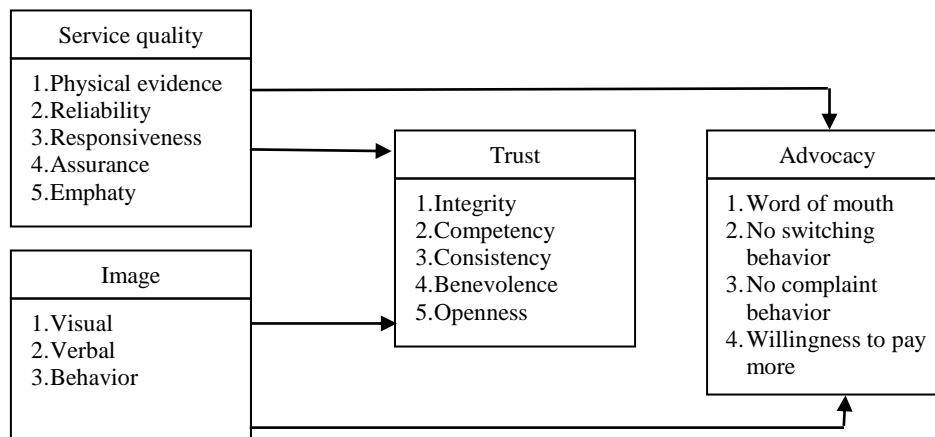 Service quality
1.Physical evidence
2.Reliability
3.Responsiveness
4.Assurance
5.Emphaty
Image
1.Visual
2.Verbal
3.Behavior
Trust
1.Integrity
2.Competency
3.Consistency
4.Benevolence
5.Openness
Advocacy
1.Word of mouth
2.No switching
behavior
3.No complaint
behavior
4. Willingness to pay
more